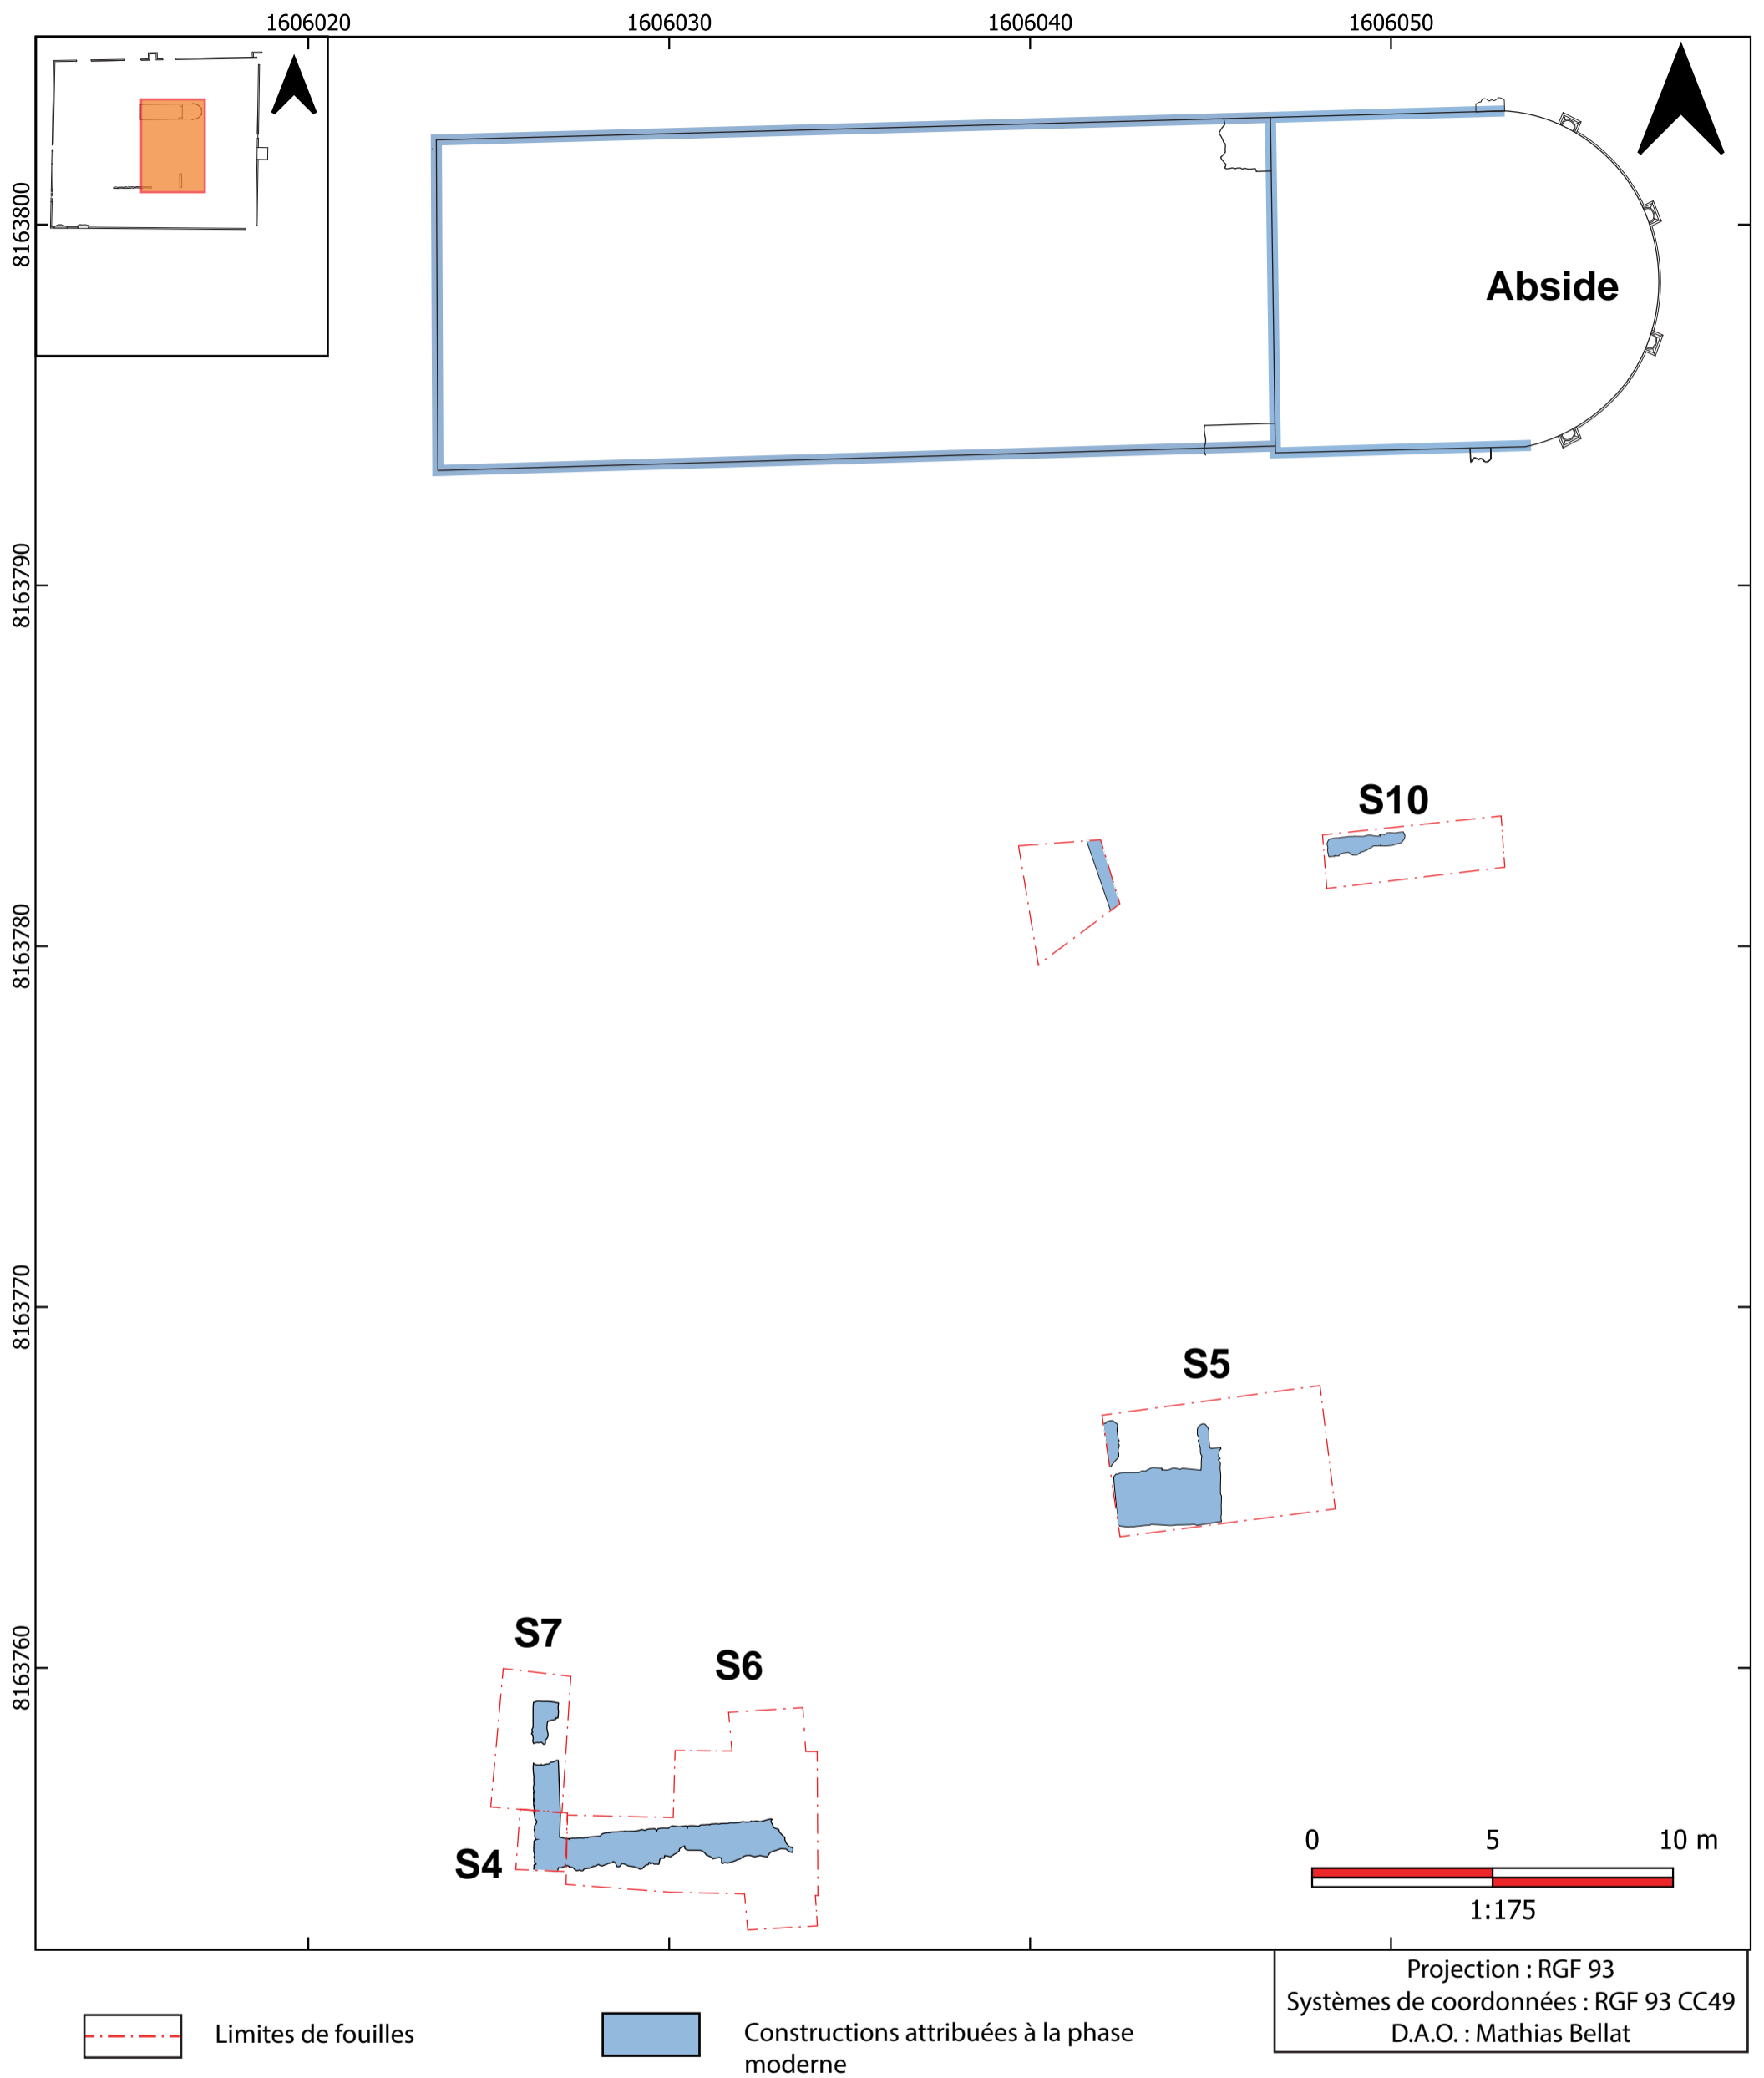 1606020 1606030 1606040 1606050
8163800
Abside
8163790
S10
8163780
8163770
S5
8163760
S7
S6
S4
0 5 10 m
1:175
Projection : RGF 93
Systèmes de coordonnées : RGF 93 CC49
D.A.O. : Mathias Bellat
Limites de fouilles
Constructions attribuées à la phase
moderne